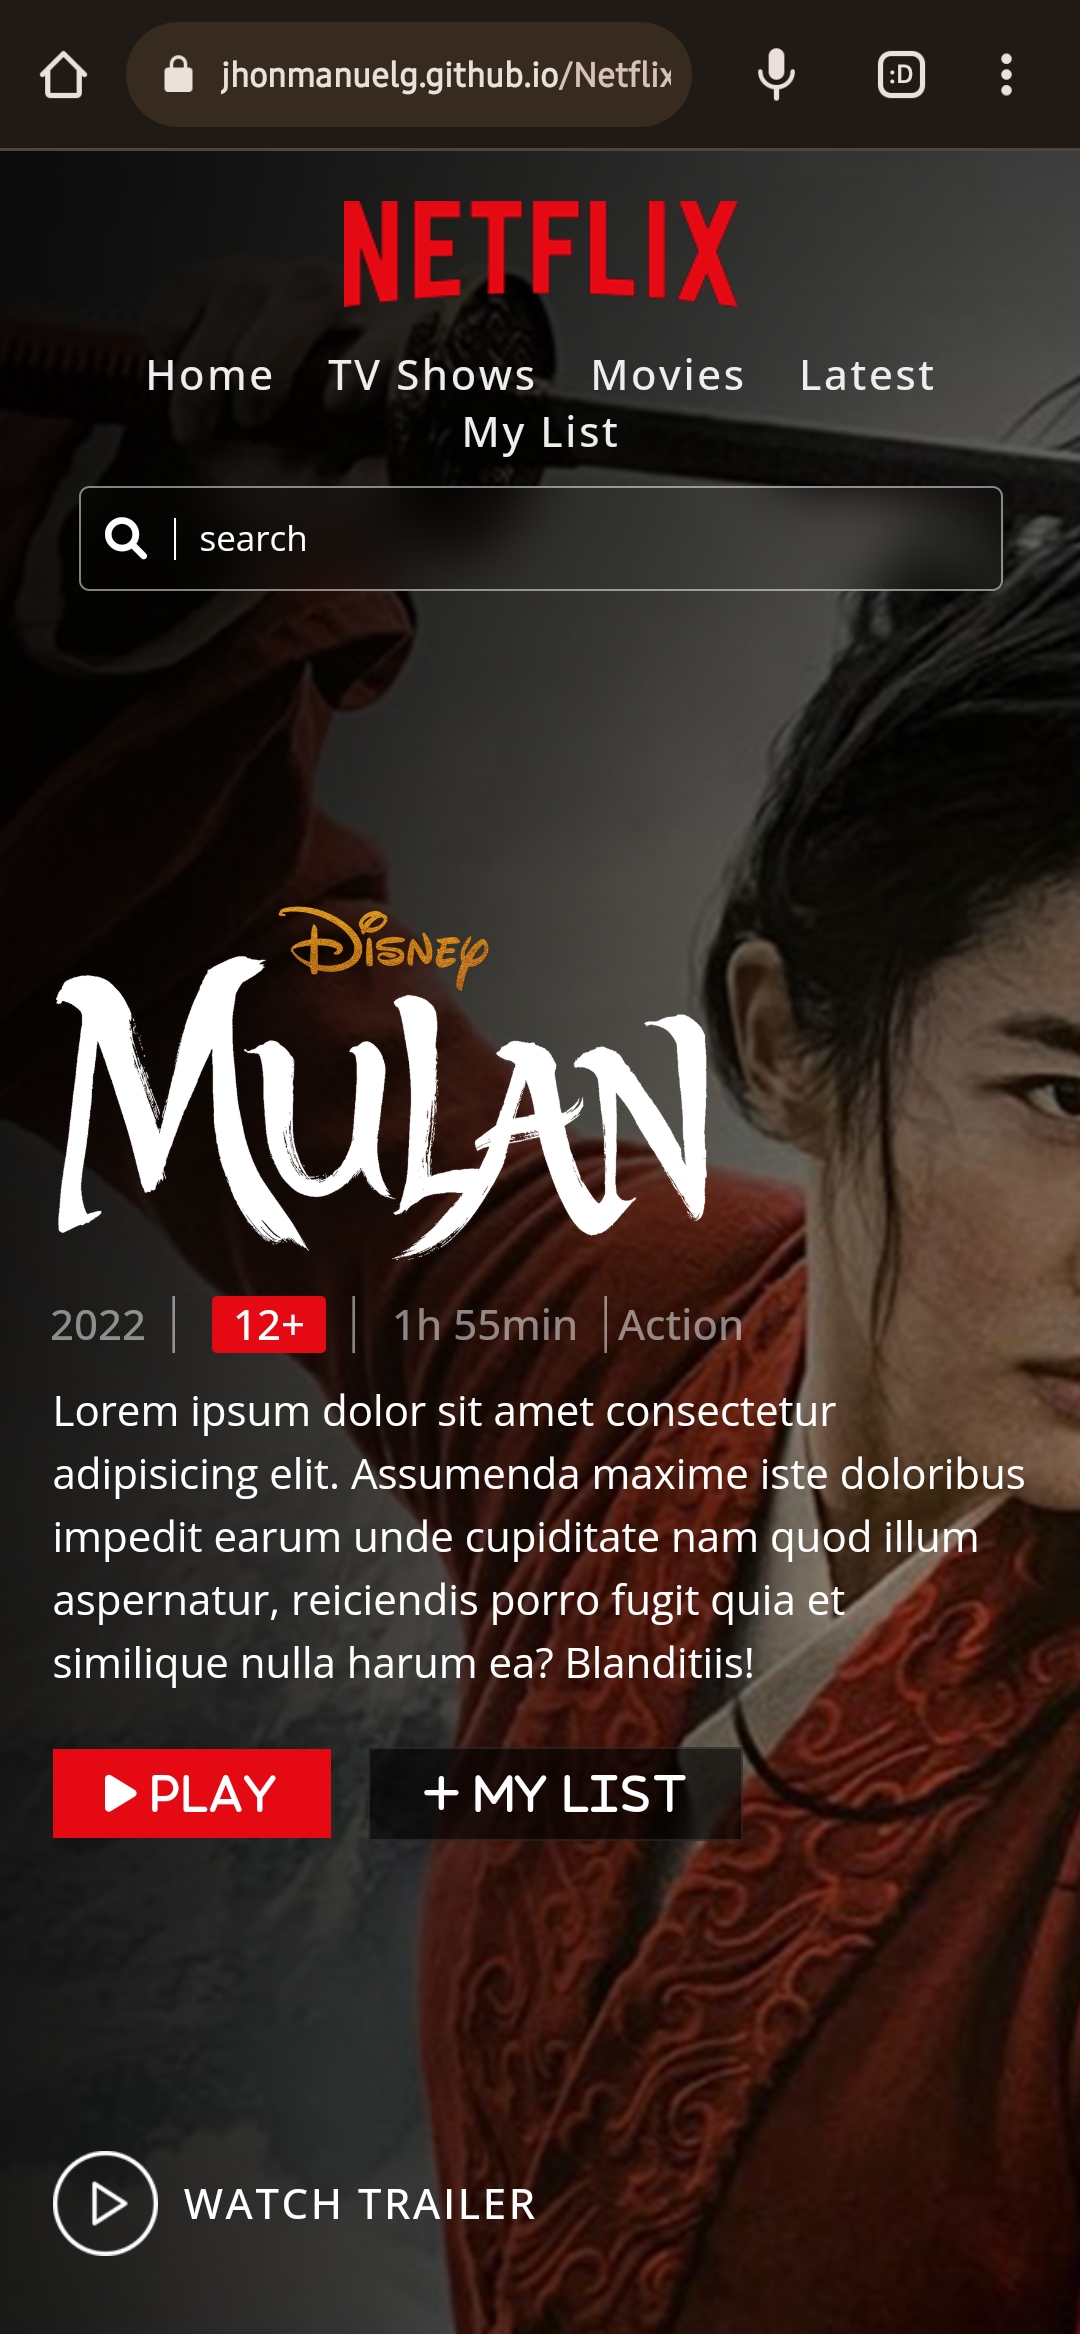 jhonmanuelg.github.io/Netflix
:D
NETFLIX
Home TV Shows Movies Latest
My List
search
Disney
MULAN
2022 12+ 1h 55min Action
Lorem ipsum dolor sit amet consectetur
adipisicing elit. Assumenda maxime iste doloribus
impedit earum unde cupiditate nam quod illum
aspernatur, reiciendis porro fugit quia et
similique nulla harum ea? Blanditiis!
PLAY + MY LIST
WATCH TRAILER